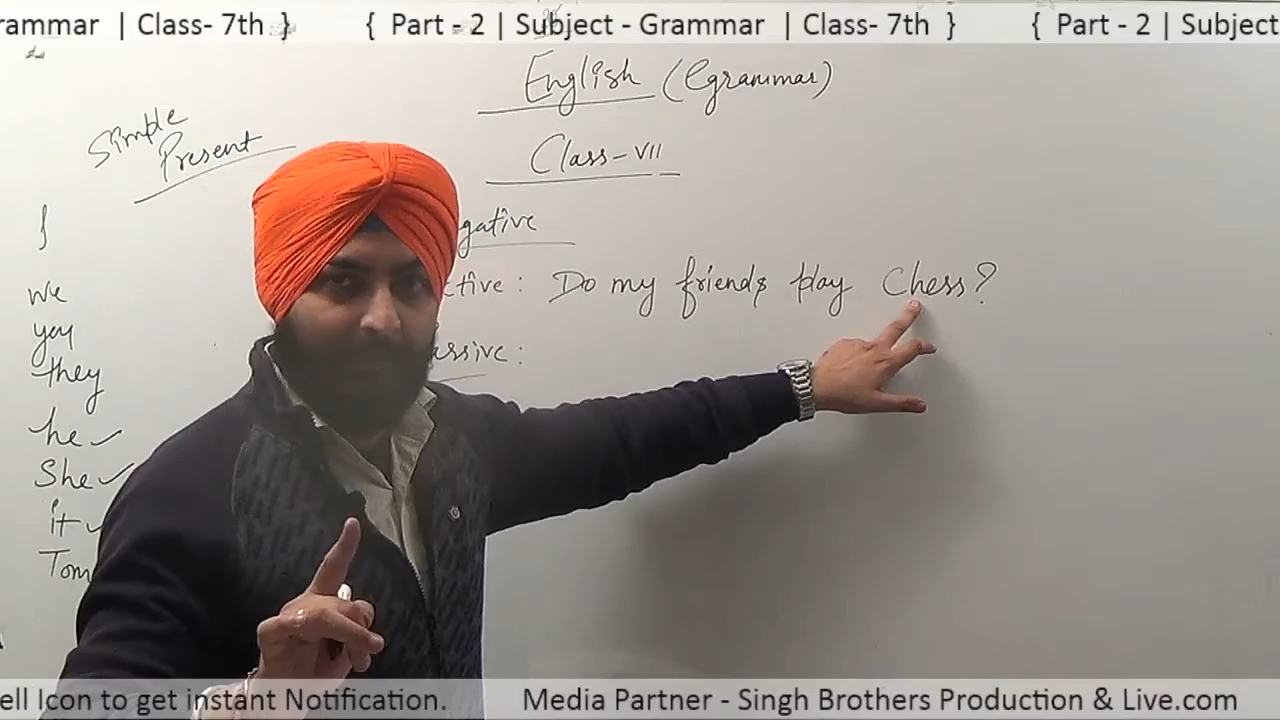 rammar | Class- 7th } { Part - 2 | Subject - Grammar | Class- 7th } { Part - 2 | Subject
English (Grammar)
Simple
Present
Class-VII
I
gative
we
ctive : Do my friends play Chess?
you
assive :
they
he ✓
She ✓
it ✓
Tom
ell Icon to get instant Notification. Media Partner - Singh Brothers Production & Live.com